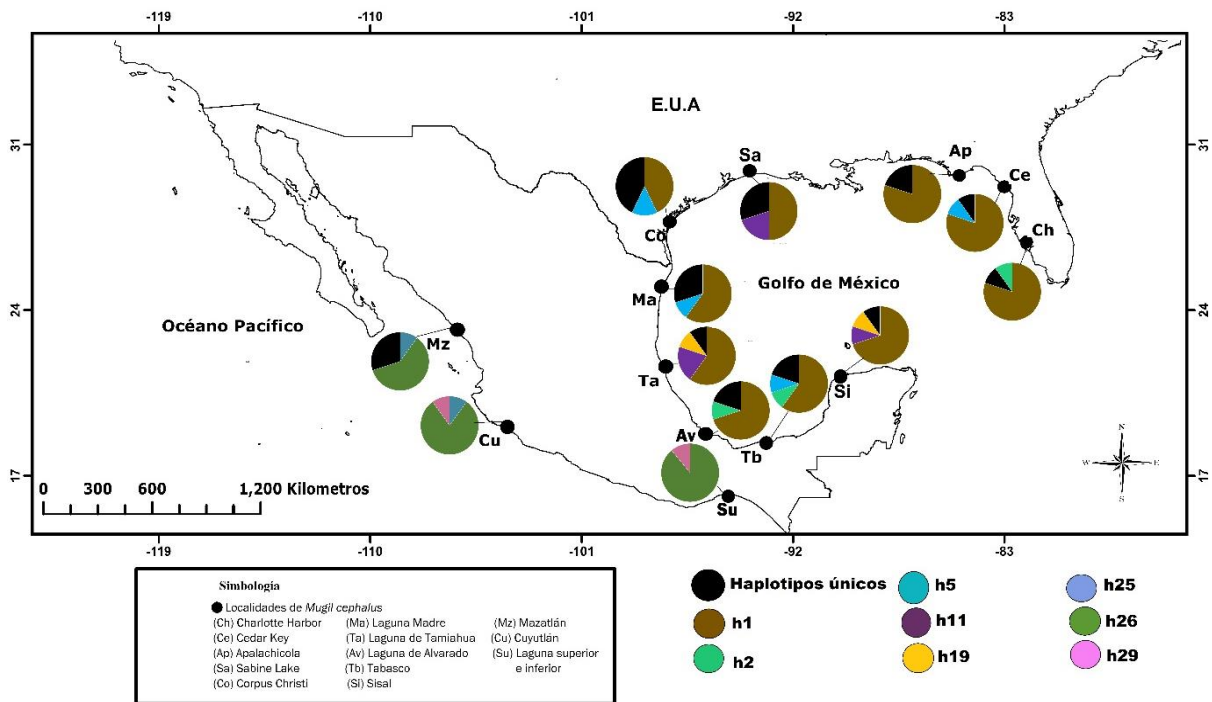 -119 -110 -101 -92 -83
E.U.A
31 31
Sa Ap
Ce
Co Ch
Ma Golfo de México
24 24
Océano Pacífico
Mz
Ta Si
Cu Av Tb
17 17
Su
N
W E
S
0 300 600 1,200 Kilometros
-119 -110 -101 -92 -83
Simbología
Localidades de Mugil cephalus
(Ch) Charlotte Harbor (Ma) Laguna Madre (Mz) Mazatlán
(Ce) Cedar Key (Ta) Laguna de Tamiahua (Cu) Cuyutlán
(Ap) Apalachicola (Av) Laguna de Alvarado (Su) Laguna superior
(Sa) Sabine Lake (Tb) Tabasco e inferior
(Co) Corpus Christi (Si) Sisal
Haplotipos únicos h5 h25
h1 h11 h26
h2 h19 h29